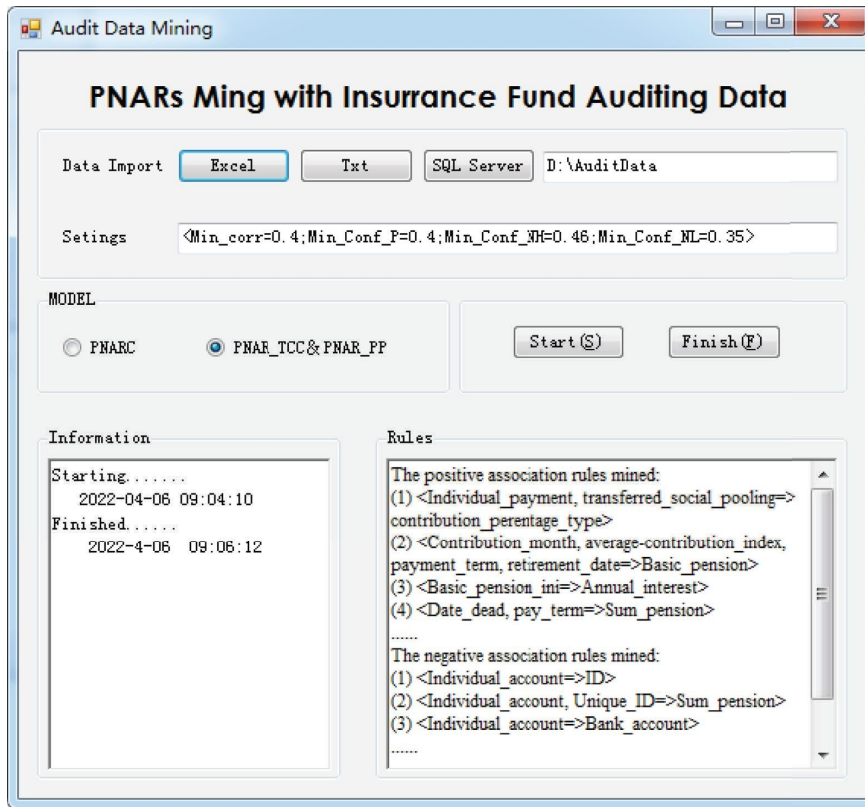 Audit Data Mining
PNARs Ming with Insurrance Fund Auditing Data
Data Import Excel Txt SQL Server D:\AuditData
Setings <Min_corr=0.4;Min_Conf_P=0.4;Min_Conf_NH=0.46;Min_Conf_NL=0.35>
MODEL
PNARC PNAR_TCC&PNAR_PP Start(S) Finish(F)
Information
Starting.......
2022-04-06 09:04:10
Finished......
2022-4-06 09:06:12
Rules
The positive association rules mined:
(1) <Individual_payment, transferred_social_pooling=>
contribution_perentage_type>
(2) <Contribution_month, average-contribution_index,
payment_term, retirement_date=>Basic_pension>
(3) <Basic_pension_ini=>Annual_interest>
(4) <Date_dead, pay_term=>Sum_pension>
......
The negative association rules mined:
(1) <Individual_account=>ID>
(2) <Individual_account, Unique_ID=>Sum_pension>
(3) <Individual_account=>Bank_account>
......